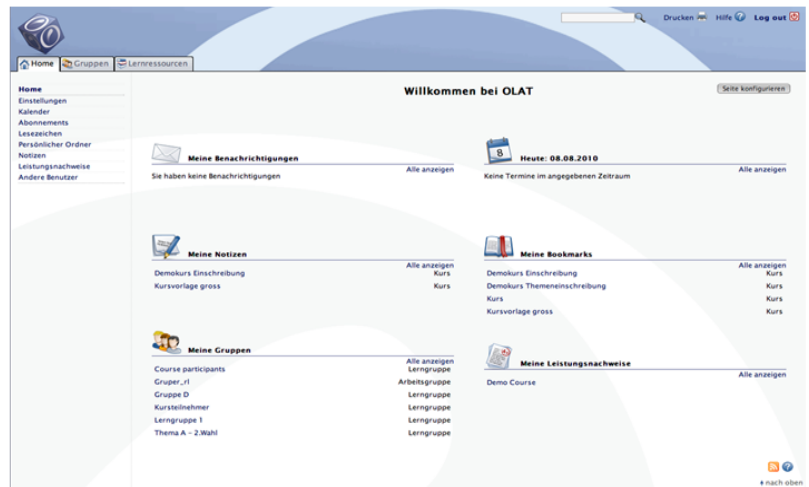 Drucken Hilfe Log out
Home Gruppen Lernressourcen
Home
Einstellungen
Kalender
Abonnements
Lesezeichen
Persönlicher Ordner
Notizen
Leistungsnachweise
Andere Benutzer
Willkommen bei OLAT
Seite konfigurieren
Meine Benachrichtigungen
Alle anzeigen
Sie haben keine Benachrichtigungen
8
Heute: 08.08.2010
Alle anzeigen
Keine Termine im angegebenen Zeitraum
Meine Notizen
Alle anzeigen
Demokurs Einschreibung Kurs
Kursvorlage gross Kurs
Meine Bookmarks
Alle anzeigen
Demokurs Einschreibung Kurs
Demokurs Themeneinschreibung Kurs
Kurs Kurs
Kursvorlage gross Kurs
Meine Gruppen
Alle anzeigen
Course participants Lerngruppe
Gruper_rl Arbeitsgruppe
Gruppe D Lerngruppe
Kursteilnehmer Lerngruppe
Lerngruppe 1 Lerngruppe
Thema A - 2.Wahl Lerngruppe
Meine Leistungsnachweise
Alle anzeigen
Demo Course
nach oben